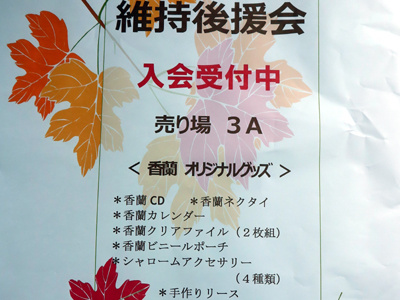 維持後援会
入会受付中
売り場 3A
< 香蘭 オリジナルグッズ >
＊香蘭CD ＊香蘭ネクタイ
＊香蘭カレンダー
＊香蘭クリアファイル（2枚組）
＊香蘭ビニールポーチ
＊シャロームアクセサリー
（4種類）
＊手作りリース